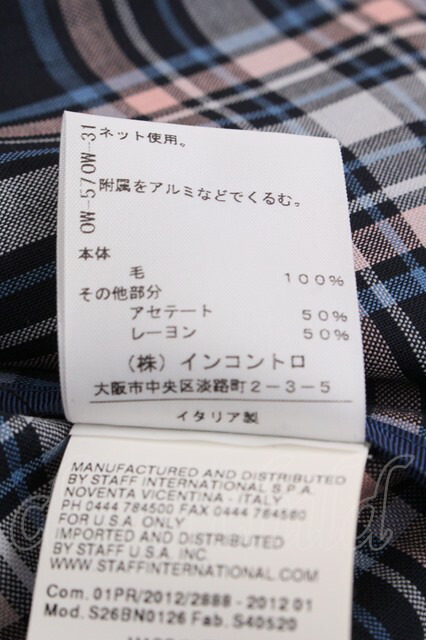 ネット使用。
附属をアルミなどでくるむ。
OW-570W-31
本体
毛 100%
その他部分
アセテート 50%
レーヨン 50%
(株)インコントロ
大阪市中央区淡路町2-3-5
イタリア製
MANUFACTURED AND DISTRIBUTED
BY STAFF INTERNATIONAL S.P.A.
NOVENTA VICENTINA - ITALY
PH 0444 784500 FAX 0444 784560
FOR U.S.A. ONLY
IMPORTED AND DISTRIBUTED
BY STAFF U.S.A. INC
WWW.STAFFINTERNATIONAL.COM
Com. 01PR/2012/2888 - 2012 01
Mod. S26BN0126 Fab. S40520